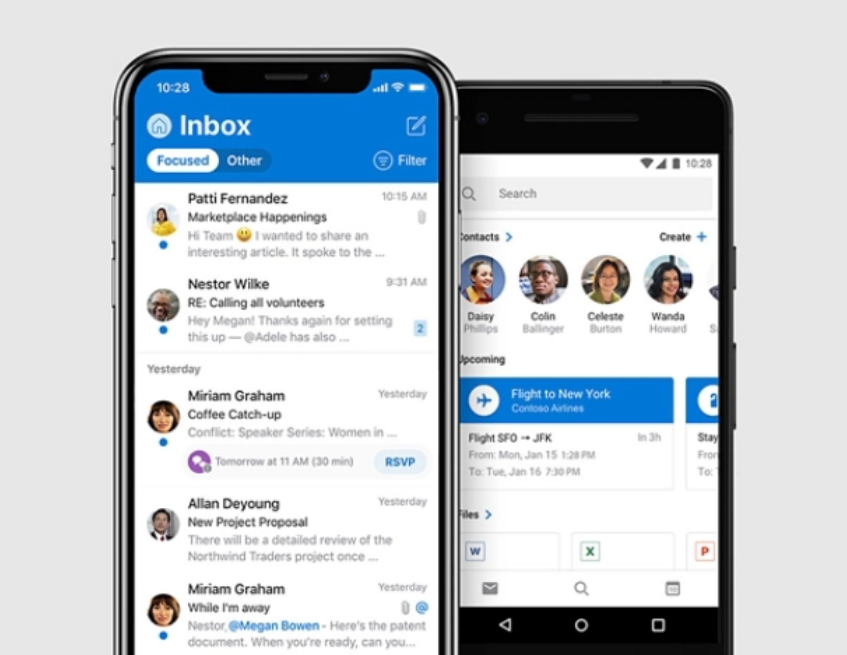 10:28
Inbox
Focused
Other
Filter
Patti Fernandez
10:15 AM
Marketplace Happenings
Hi Team 😃 I wanted to share an
interesting article. It spoke to the ...
Nestor Wilke
9:31 AM
RE: Calling all volunteers
Hey Megan! Thanks again for setting
this up — @Adele has also ...
2
Yesterday
Miriam Graham
Yesterday
Coffee Catch-up
Conflict: Speaker Series: Women in ...
Tomorrow at 11 AM (30 min)
RSVP
Allan Deyoung
Yesterday
New Project Proposal
There will be a detailed review of the
Northwind Traders project once ...
Miriam Graham
Yesterday
While I'm away
@
Nestor, @Megan Bowen - Here's the patent
document. When you're ready, can you...
10:28
Search
Contacts >
Create +
Daisy
Phillips
Colin
Ballinger
Celeste
Burton
Wanda
Howard
S
Upcoming
Flight to New York
Contoso Airlines
Flight SFO → JFK
In 3h
From: Mon, Jan 15 1:28 PM
To: Tue, Jan 16 7:30 PM
Stay
Fror
To: T
Files >
W
X
P